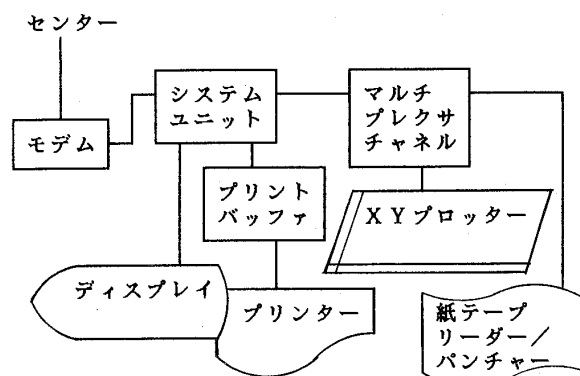 センター
モデム
システム
ユニット
マルチ
プレクサ
チャネル
プリント
バッファ
XYプロッター
ディスプレイ
プリンター
紙テープ
リーダー/
パンチャー